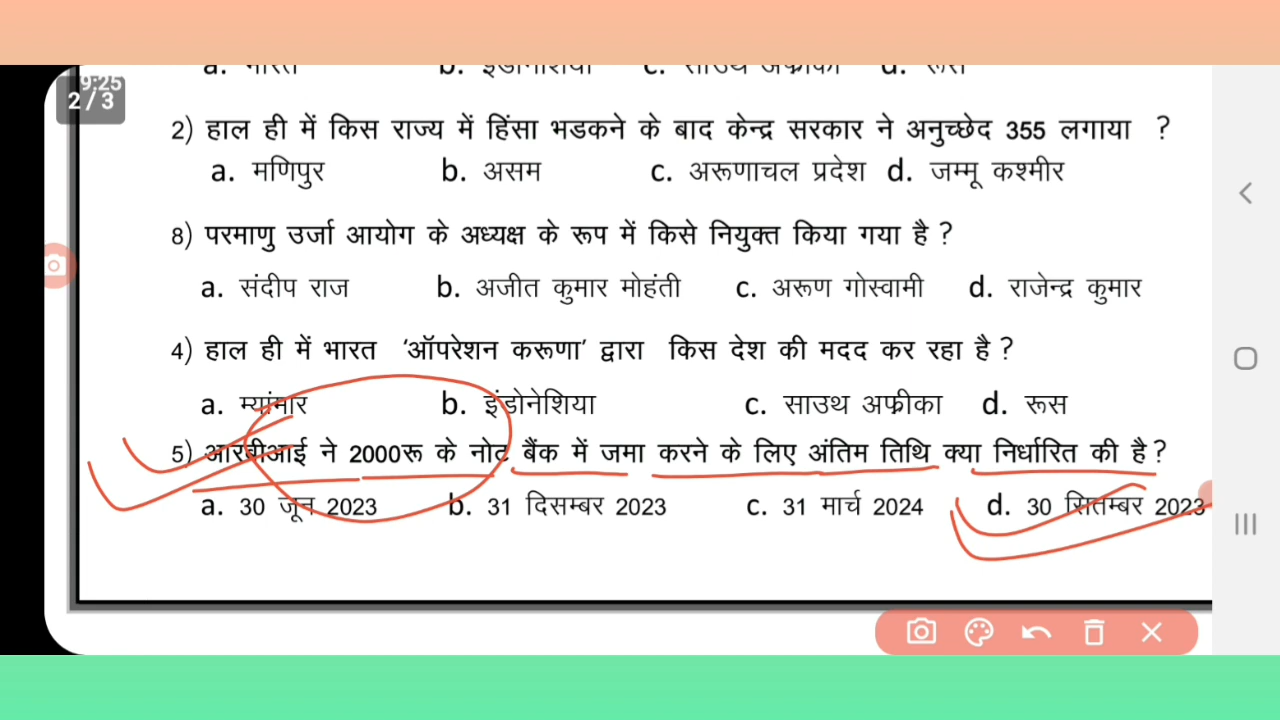 9:25
2 / 3
2) हाल ही में किस राज्य में हिंसा भडकने के बाद केन्द्र सरकार ने अनुच्छेद 355 लगाया ?
a. मणिपुर b. असम c. अरूणाचल प्रदेश d. जम्मू कश्मीर
8) परमाणु उर्जा आयोग के अध्यक्ष के रूप में किसे नियुक्त किया गया है ?
a. संदीप राज b. अजीत कुमार मोहंती c. अरूण गोस्वामी d. राजेन्द्र कुमार
4) हाल ही में भारत 'ऑपरेशन करूणा' द्वारा किस देश की मदद कर रहा है ?
a. म्यांमार b. इंडोनेशिया c. साउथ अफ्रीका d. रूस
5) आरबीआई ने 2000रू के नोट बैंक में जमा करने के लिए अंतिम तिथि क्या निर्धारित की है ?
a. 30 जून 2023 b. 31 दिसम्बर 2023 c. 31 मार्च 2024 d. 30 सितम्बर 2023